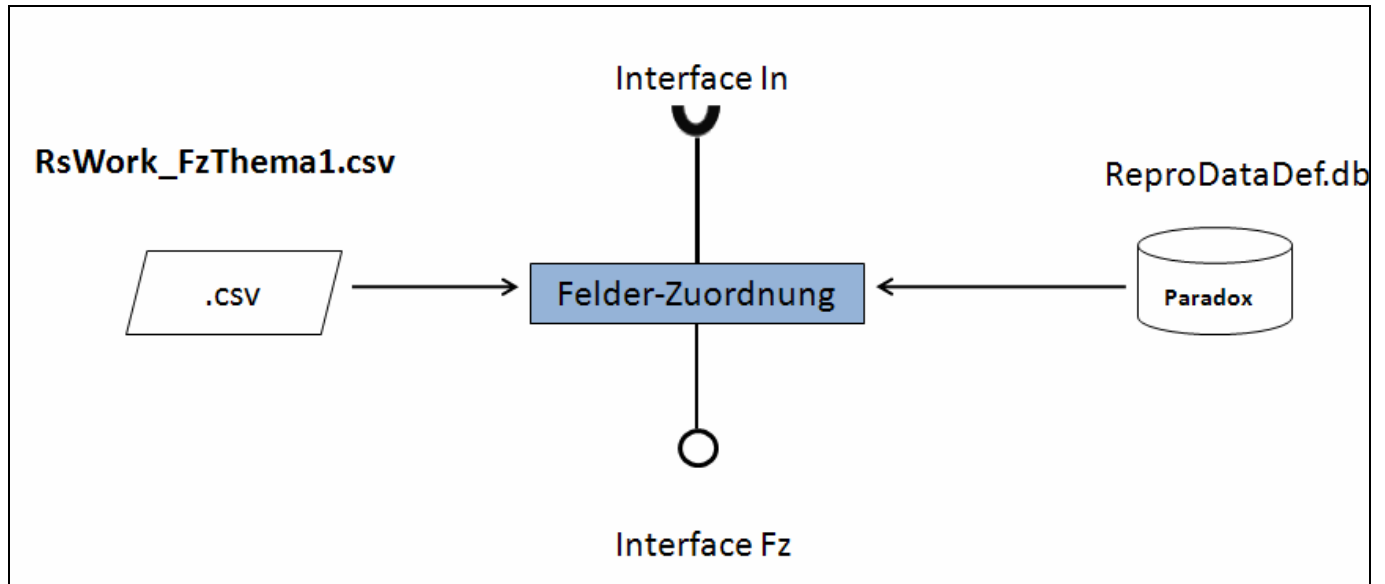 Interface In
RsWork_FzThema1.csv
ReproDataDef.db
.csv
Felder-Zuordnung
Paradox
Interface Fz